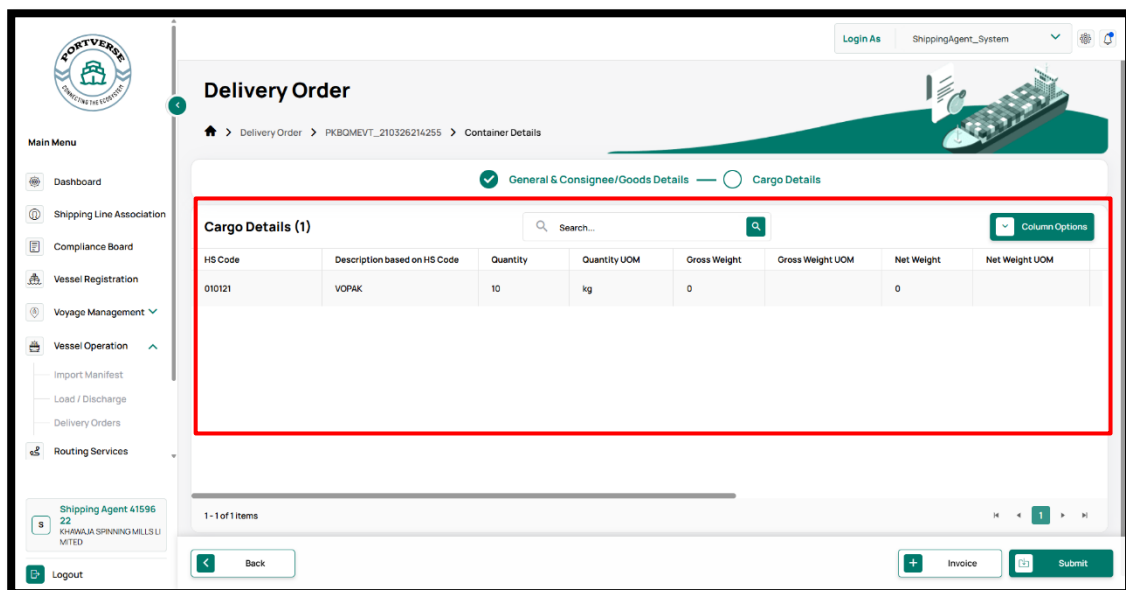 PORTVERSE
CONNECTING THE ECOSYSTEM
Login As ShippingAgent_System
Delivery Order
> Delivery Order > PKBQMEVT_210326214255 > Container Details
Main Menu
Dashboard
Shipping Line Association
Compliance Board
Vessel Registration
Voyage Management
Vessel Operation
Import Manifest
Load / Discharge
Delivery Orders
Routing Services
Shipping Agent 41596
22
KHAWAJA SPINNING MILLS LI
MITED
S
Logout
General & Consignee/Goods Details Cargo Details
Cargo Details (1) Search... Column Options
HS Code Description based on HS Code Quantity Quantity UOM Gross Weight Gross Weight UOM Net Weight Net Weight UOM
010121 VOPAK 10 kg 0 0
1 - 1 of 1 items 1
Back Invoice Submit